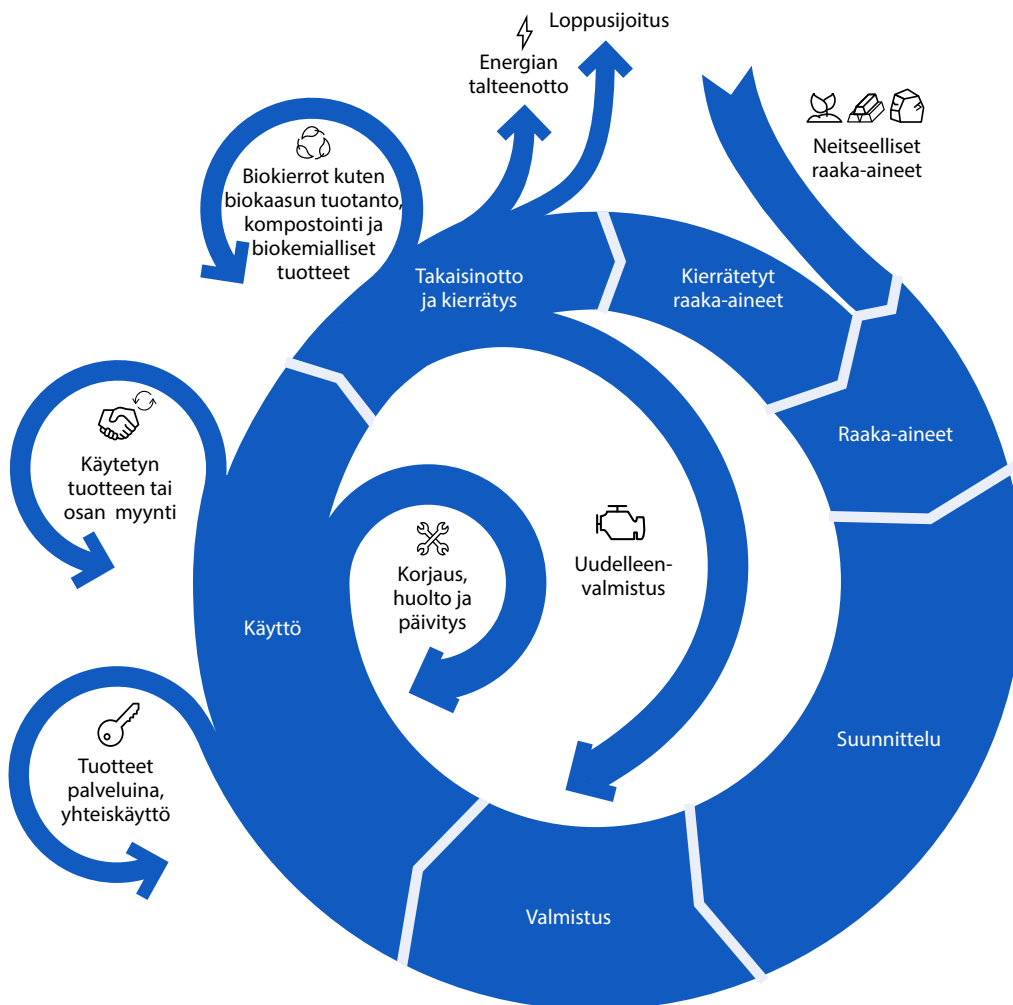 Loppusijoitus
Energian
talteenotto
Neitseelliset
raaka-aineet
Biokierrot kuten
biokaasun tuotanto,
kompostointi ja
biokemialliset
tuotteet
Takaisinotto
ja kierrätys
Kierrätetyt
raaka-aineet
Raaka-aineet
Käytetyn
tuotteen tai
osan myynti
Korjaus,
huolto ja
päivitys
Uudelleen-
valmistus
Käyttö
Suunnittelu
Tuotteet
palveluina,
yhteiskäyttö
Valmistus